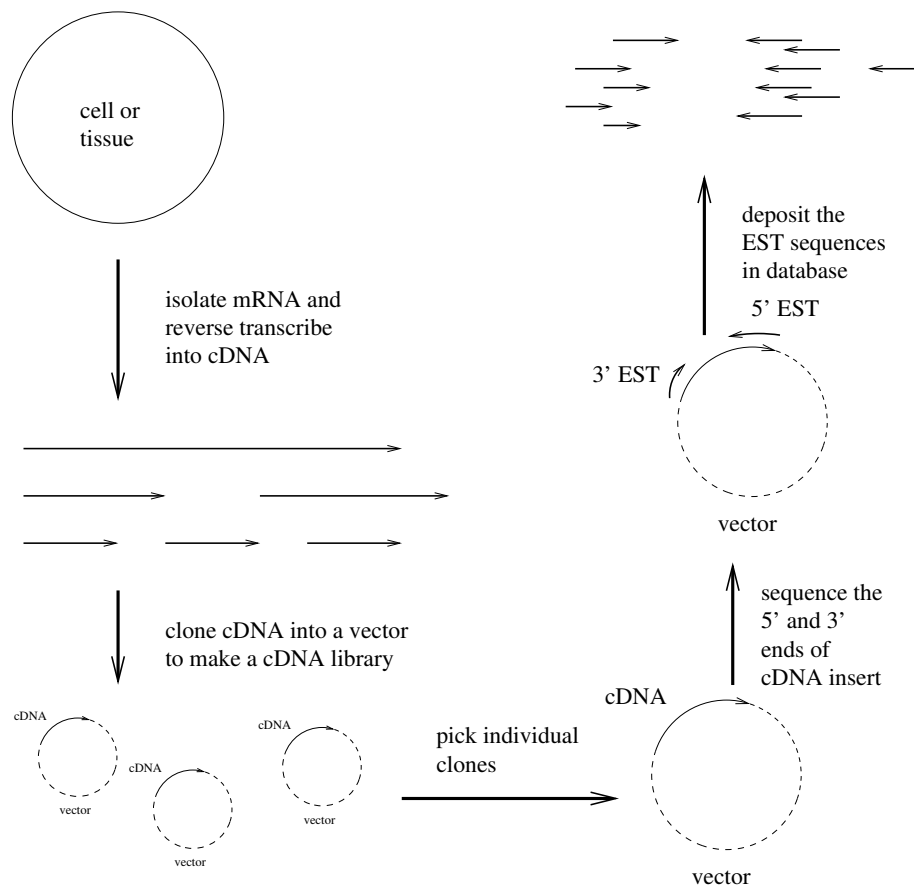 cell or
tissue
isolate mRNA and
reverse transcribe
into cDNA
clone cDNA into a vector
to make a cDNA library
cDNA
vector
cDNA
vector
cDNA
vector
pick individual
clones
cDNA
vector
sequence the
5’ and 3’
ends of
cDNA insert
3’ EST
5’ EST
vector
deposit the
EST sequences
in database